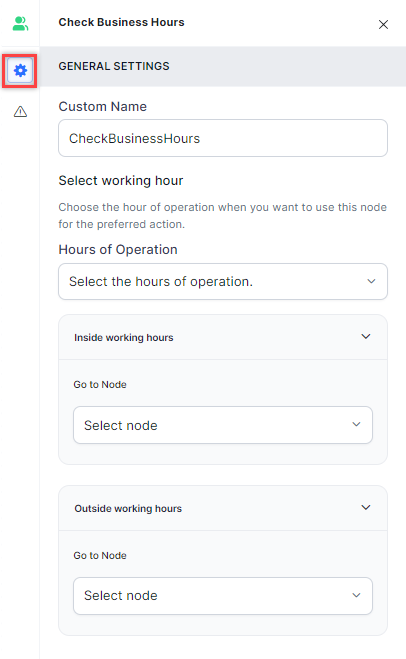 Check Business Hours
GENERAL SETTINGS
Custom Name
CheckBusinessHours
Select working hour
Choose the hour of operation when you want to use this node
for the preferred action.
Hours of Operation
Select the hours of operation.
Inside working hours
Go to Node
Select node
Outside working hours
Go to Node
Select node